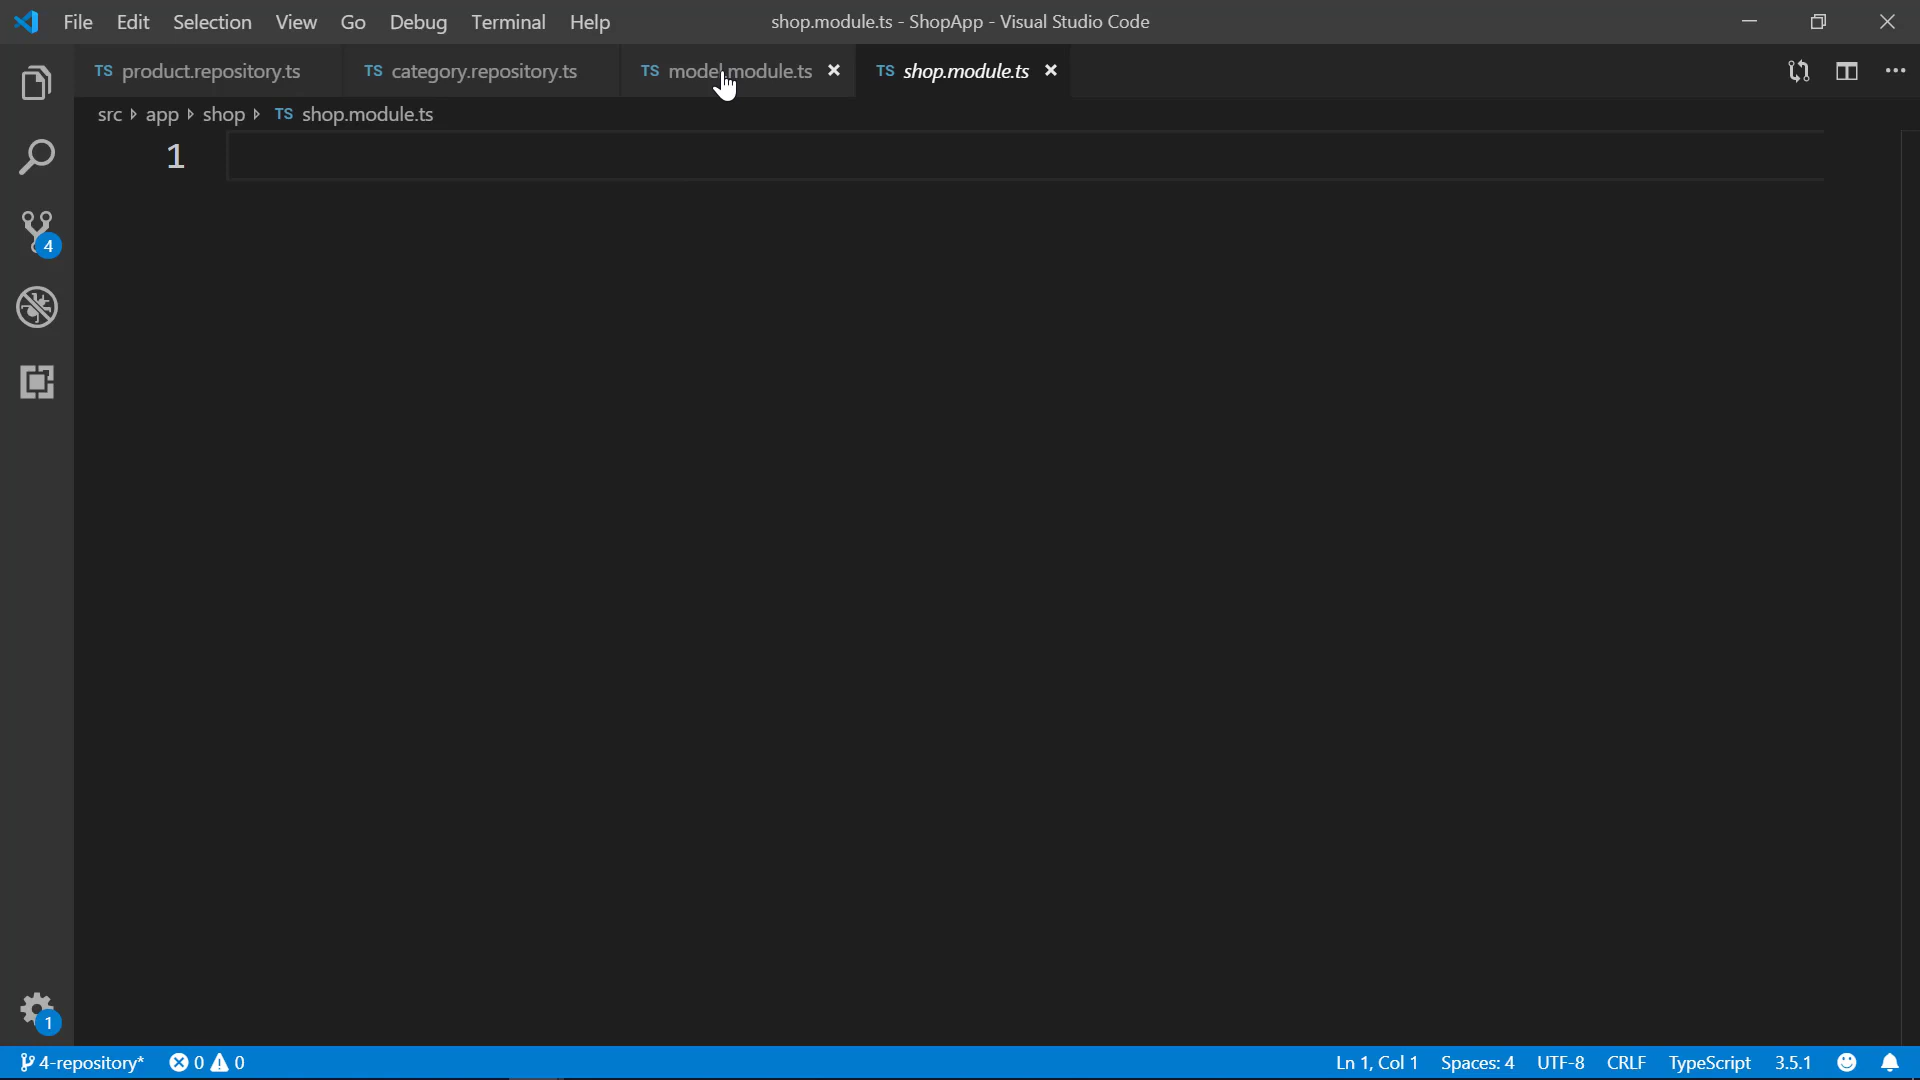 File Edit Selection View Go Debug Terminal Help shop.module.ts - ShopApp - Visual Studio Code
TS product.repository.ts TS category.repository.ts TS model.module.ts TS shop.module.ts
src app shop TS shop.module.ts
1
4
1
4-repository* 0 0 Ln 1, Col 1 Spaces: 4 UTF-8 CRLF TypeScript 3.5.1